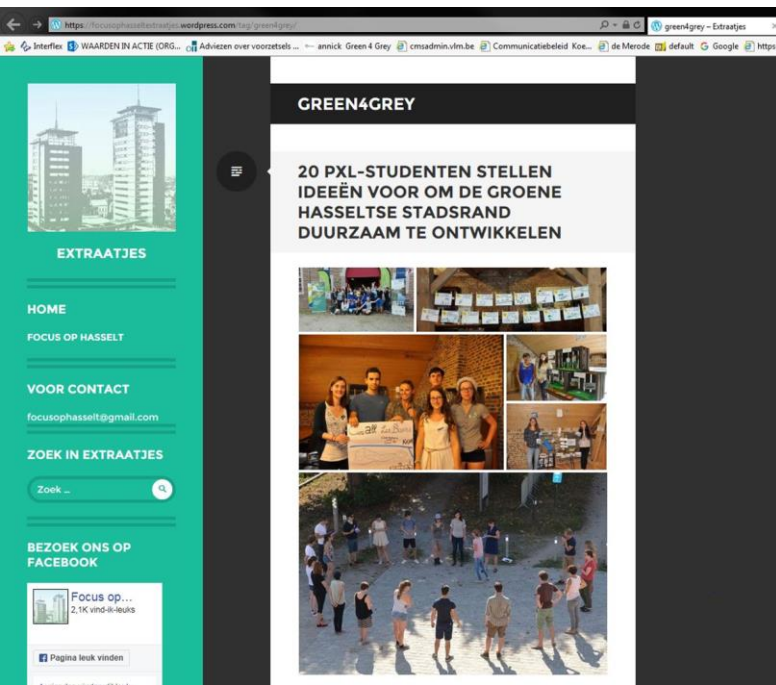 https://focusophasseltextraatjes.wordpress.com/tag/green4grey/
green4grey – Extraatjes
Interflex
WAARDEN IN ACTIE (ORG...
Adviezen over voorzetsels ...
annick Green 4 Grey
cmsadmin.vlm.be
Communicatiebeleid Koe...
de Merode
default
Google
https
EXTRAATJES
HOME
FOCUS OP HASSELT
VOOR CONTACT
focusophasselt@gmail.com
ZOEK IN EXTRAATJES
Zoek …
BEZOEK ONS OP
FACEBOOK
Focus op...
2,1K vind-ik-leuks
Pagina leuk vinden
GREEN4GREY
20 PXL-STUDENTEN STELLEN
IDEEËN VOOR OM DE GROENE
HASSELTSE STADSRAND
DUURZAAM TE ONTWIKKELEN